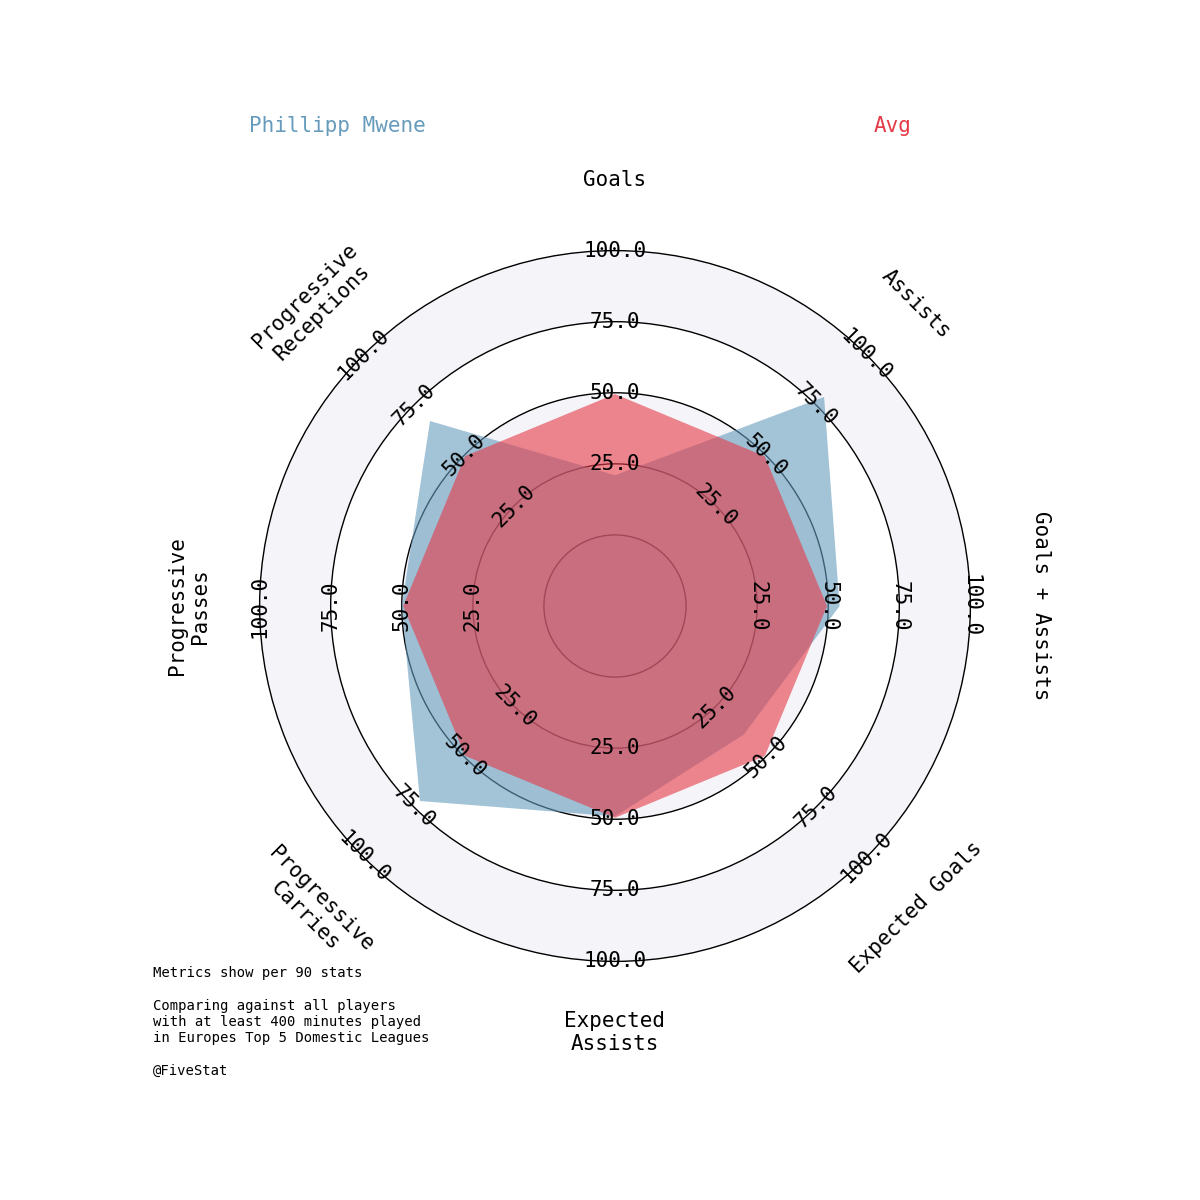 Phillipp Mwene
Avg
Goals
Progressive
Receptions
Assists
100.0
100.0
100.0
75.0
75.0
75.0
50.0
50.0
50.0
25.0
25.0
25.0
Progressive
Passes
100.0
75.0
50.0
25.0
25.0
50.0
75.0
100.0
Goals + Assists
25.0
25.0
25.0
50.0
50.0
50.0
75.0
75.0
75.0
100.0
100.0
100.0
Progressive
Carries
Expected Goals
Expected
Assists
Metrics show per 90 stats
Comparing against all players
with at least 400 minutes played
in Europes Top 5 Domestic Leagues
@FiveStat